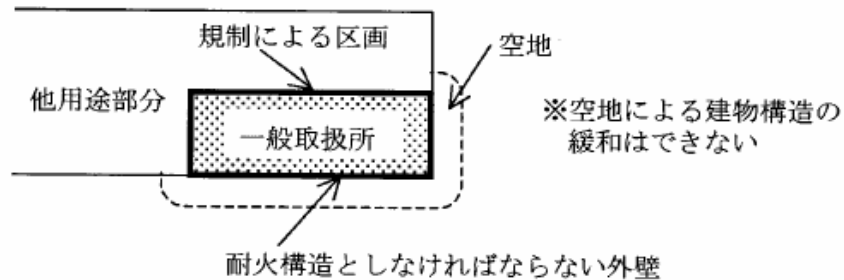 規制による区画
空地
他用途部分
一般取扱所
※空地による建物構造の
緩和はできない
耐火構造としなければならない外壁